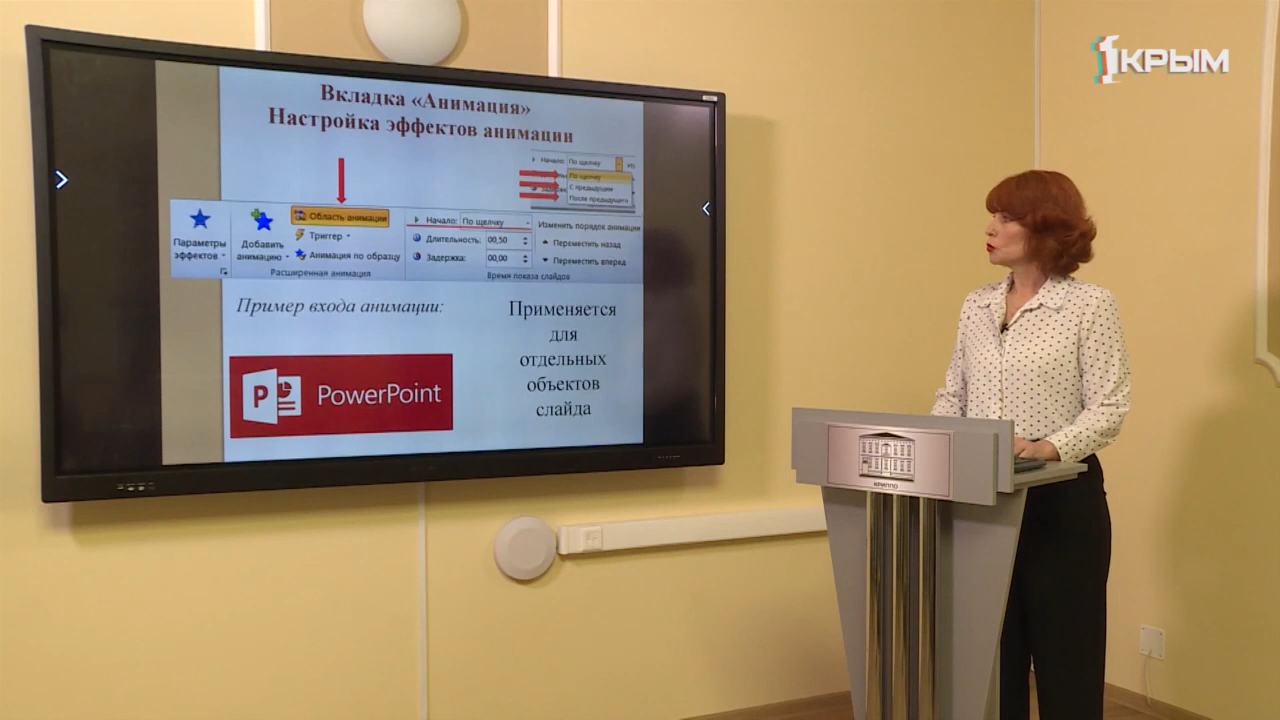 1КРЫМ
Вкладка «Анимация»
Настройка эффектов анимации
Начало: По щелчку
По щелчку
С предыдущим
После предыдущего
Параметры
эффектов
Добавить
анимацию
Область анимации
Триггер
Анимация по образцу
Расширенная анимация
Начало: По щелчку
Длительность: 00,50
Задержка: 00,00
Изменить порядок анимации
Переместить назад
Переместить вперед
Время показа слайдов
Пример входа анимации:
P
PowerPoint
Применяется
для
отдельных
объектов
слайда
КРИППО